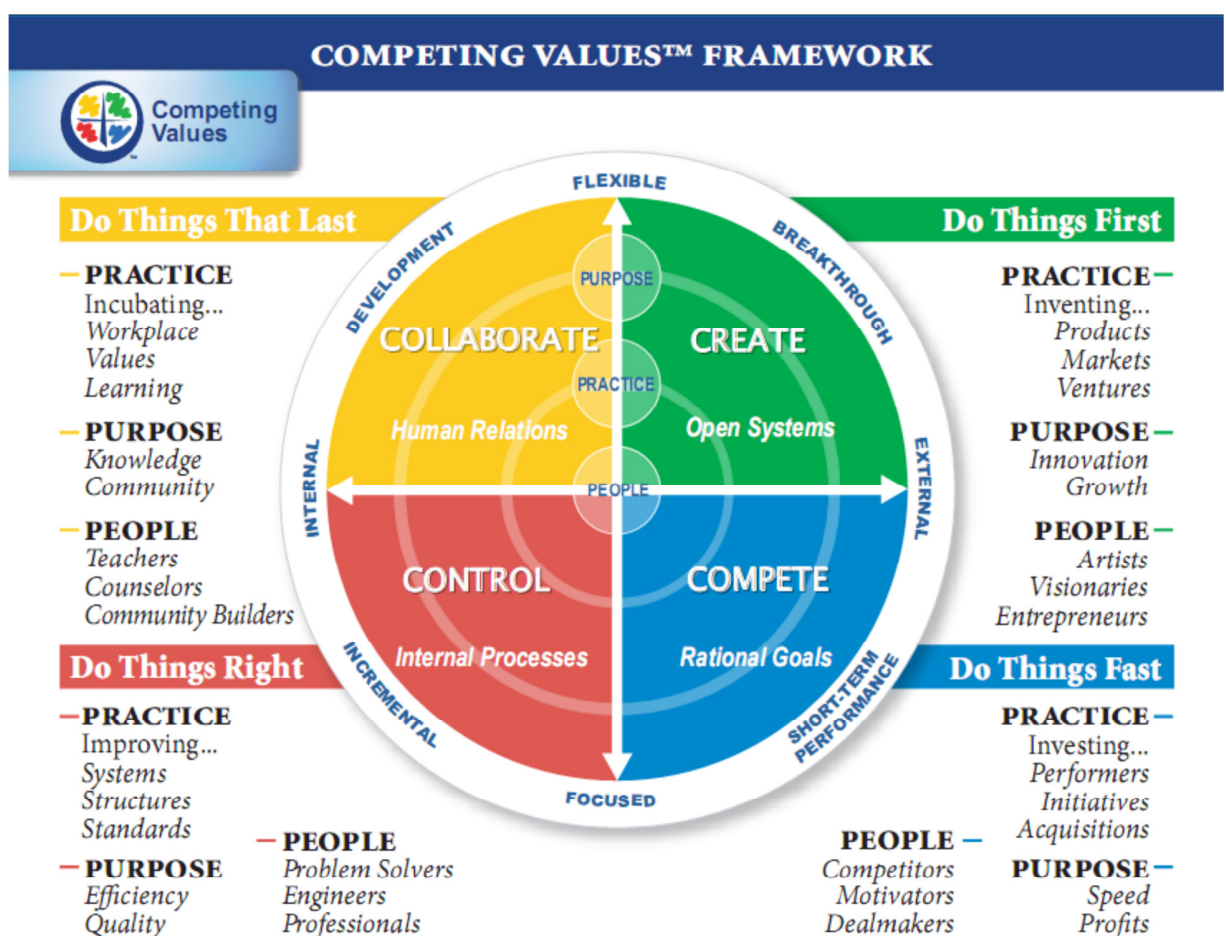 COMPETING VALUES™ FRAMEWORK
Competing
Values
™
Do Things That Last
PRACTICE
Incubating...
Workplace
Values
Learning
PURPOSE
Knowledge
Community
PEOPLE
Teachers
Counselors
Community Builders
FLEXIBLE
DEVELOPMENT
BREAKTHROUGH
INTERNAL
EXTERNAL
INCREMENTAL
SHORT-TERM
PERFORMANCE
FOCUSED
PURPOSE
COLLABORATE
CREATE
PRACTICE
Human Relations
Open Systems
PEOPLE
CONTROL
COMPETE
Internal Processes
Rational Goals
Do Things First
PRACTICE
Inventing...
Products
Markets
Ventures
PURPOSE
Innovation
Growth
PEOPLE
Artists
Visionaries
Entrepreneurs
Do Things Right
PRACTICE
Improving...
Systems
Structures
Standards
PURPOSE
Efficiency
Quality
PEOPLE
Problem Solvers
Engineers
Professionals
Do Things Fast
PRACTICE
Investing...
Performers
Initiatives
Acquisitions
PEOPLE
Competitors
Motivators
Dealmakers
PURPOSE
Speed
Profits